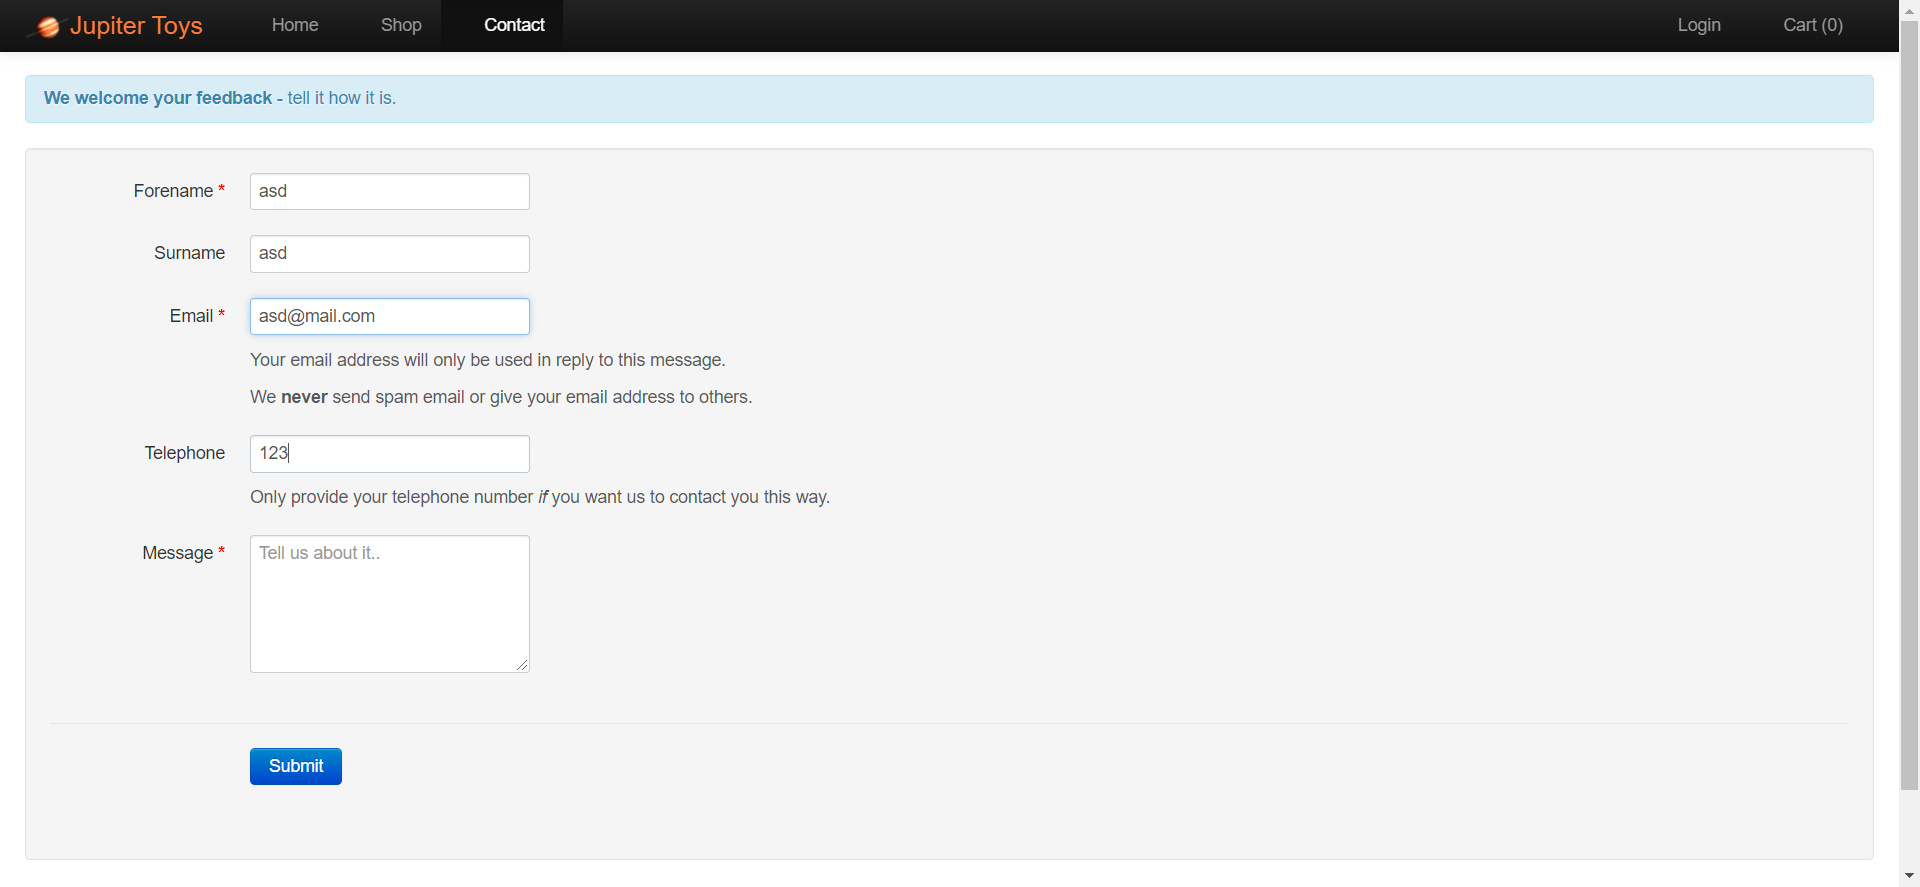 Jupiter Toys Home Shop Contact Login Cart (0)
We welcome your feedback - tell it how it is.
Forename * asd
Surname asd
Email * asd@mail.com
Your email address will only be used in reply to this message.
We never send spam email or give your email address to others.
Telephone 123
Only provide your telephone number if you want us to contact you this way.
Message * Tell us about it..
Submit